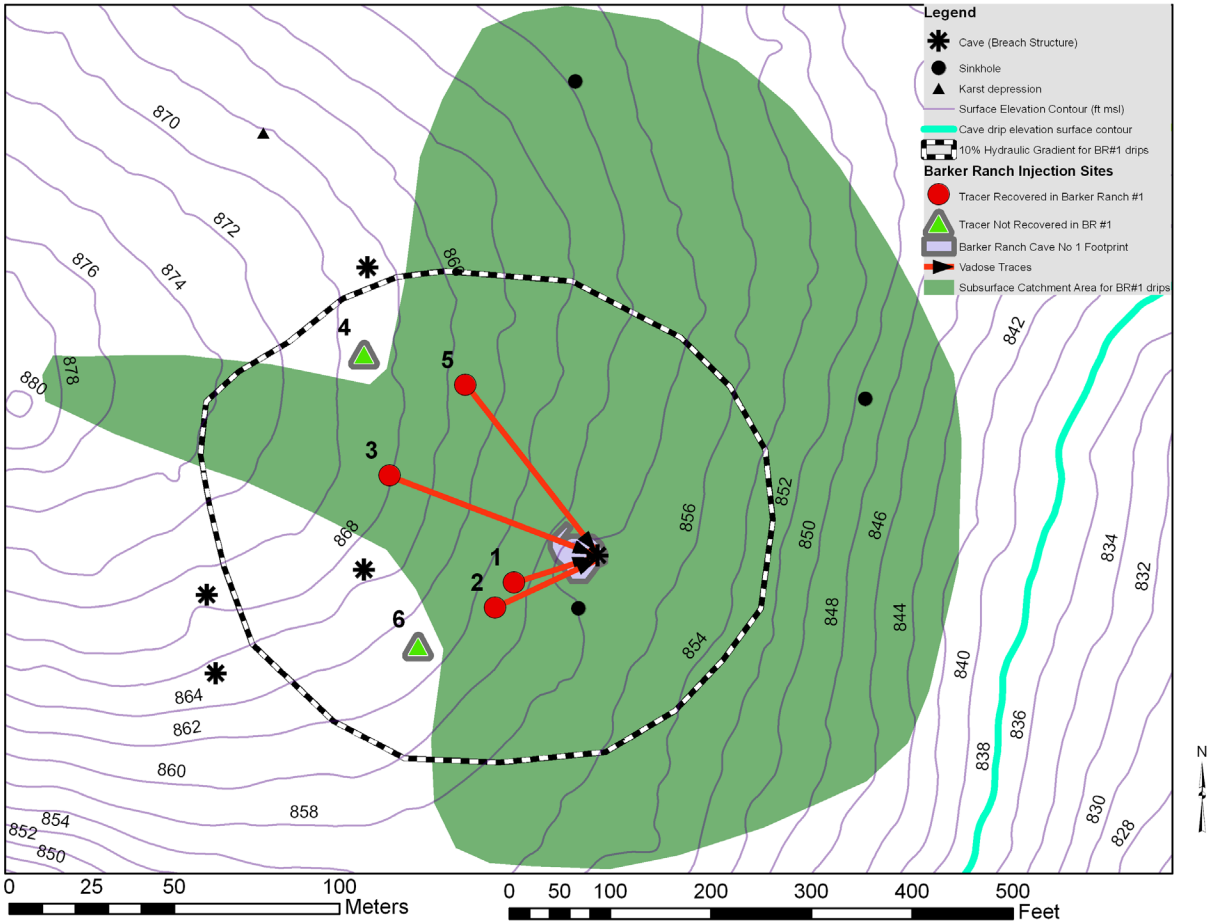 Legend
Cave (Breach Structure)
Sinkhole
Karst depression
Surface Elevation Contour (ft msl)
Cave drip elevation surface contour
10% Hydraulic Gradient for BR#1 drips
Barker Ranch Injection Sites
Tracer Recovered in Barker Ranch #1
Tracer Not Recovered in BR #1
Barker Ranch Cave No 1 Footprint
Vadose Traces
Subsurface Catchment Area for BR#1 drips
870
872
876
874
866
842
4
5
878
880
3
868
852
850
856
846
834
832
1
2
6
848
844
854
840
864
862
836
838
860
858
854
852
850
830
828
N
0 25 50 100 Meters
0 50 100 200 300 400 500 Feet